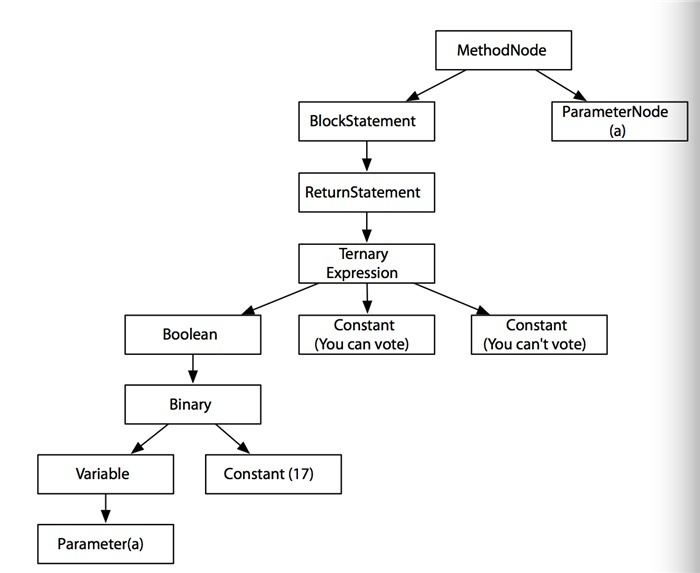 MethodNode
BlockStatement
ParameterNode
(a)
ReturnStatement
Ternary
Expression
Boolean
Constant
(You can vote)
Constant
(You can't vote)
Binary
Variable
Constant (17)
Parameter(a)